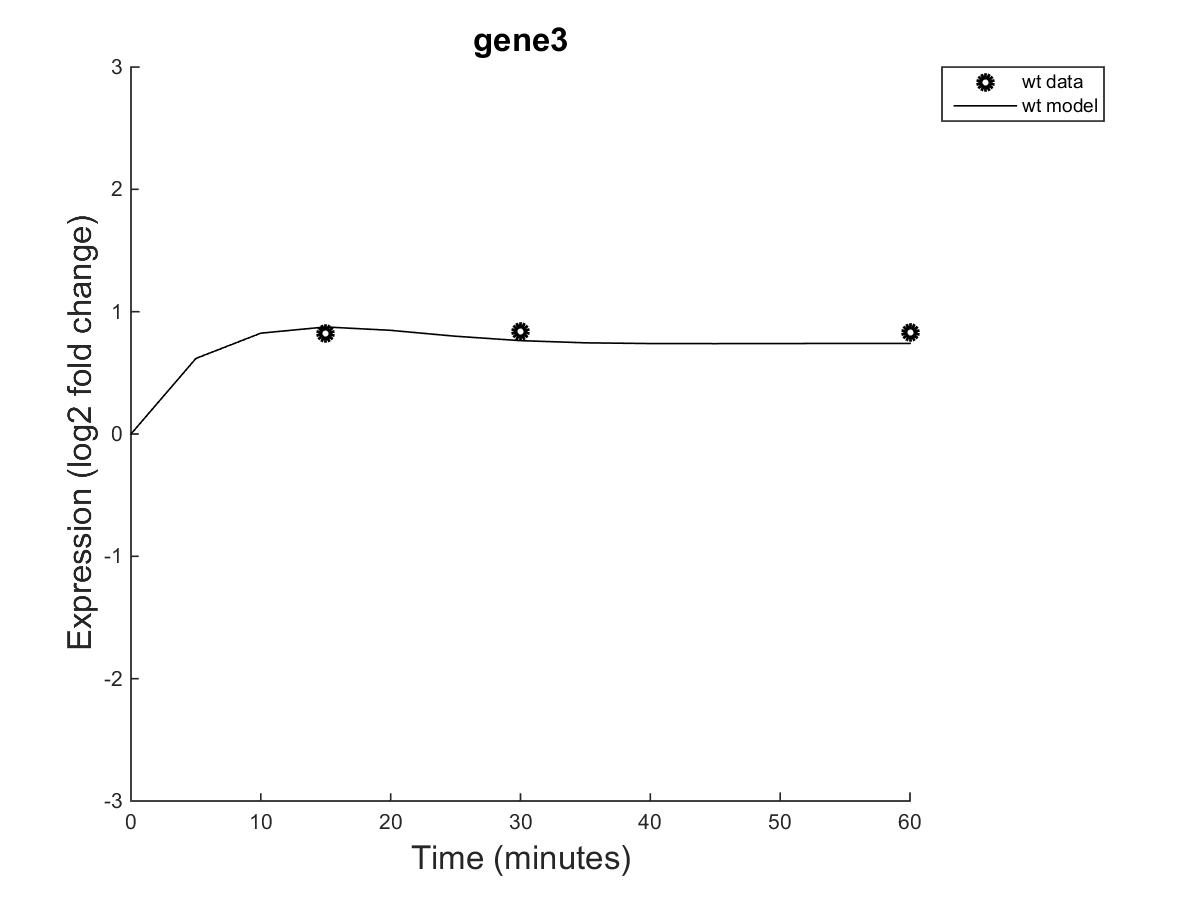 gene3
wt data
wt model
Expression (log2 fold change)
3
2
1
0
-1
-2
-3
0 10 20 30 40 50 60
Time (minutes)